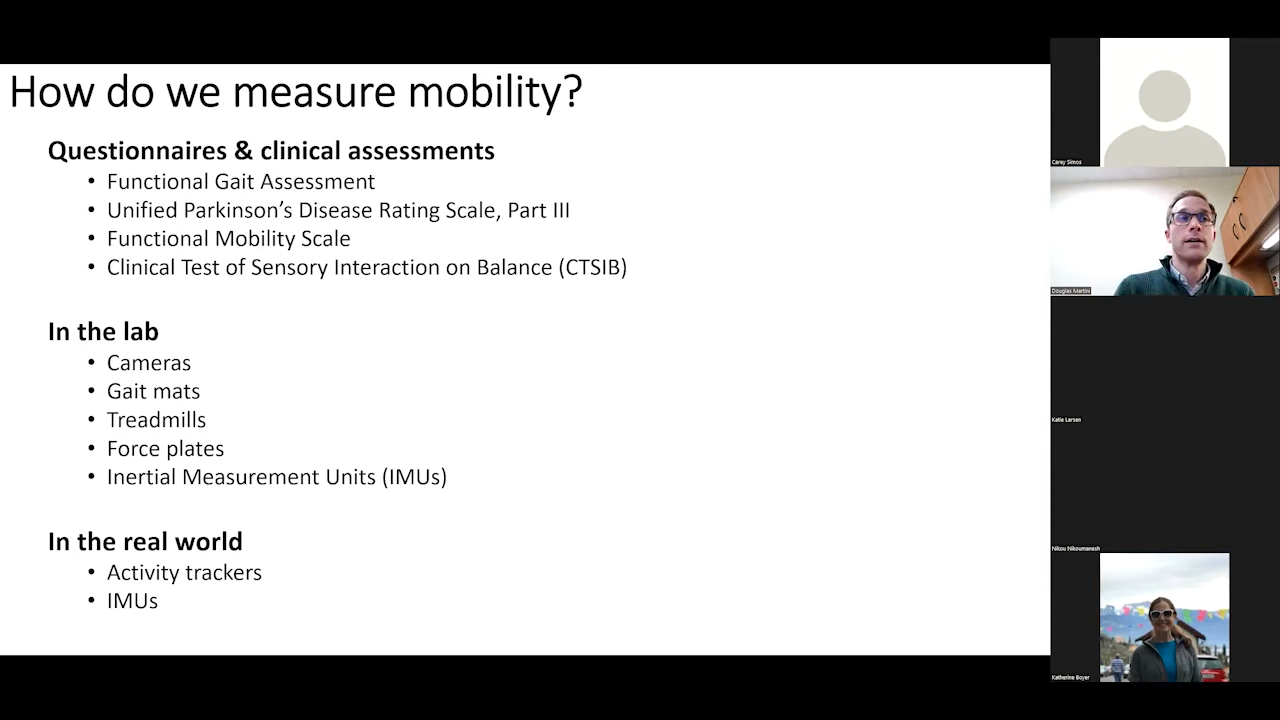 How do we measure mobility?
Questionnaires & clinical assessments
• Functional Gait Assessment
• Unified Parkinson's Disease Rating Scale, Part III
• Functional Mobility Scale
• Clinical Test of Sensory Interaction on Balance (CTSIB)
In the lab
• Cameras
• Gait mats
• Treadmills
• Force plates
• Inertial Measurement Units (IMUs)
In the real world
• Activity trackers
• IMUs
Carey Simos
Douglas Martini
Katie Larsen
Nikou Nikoumanesh
Katherine Boyer